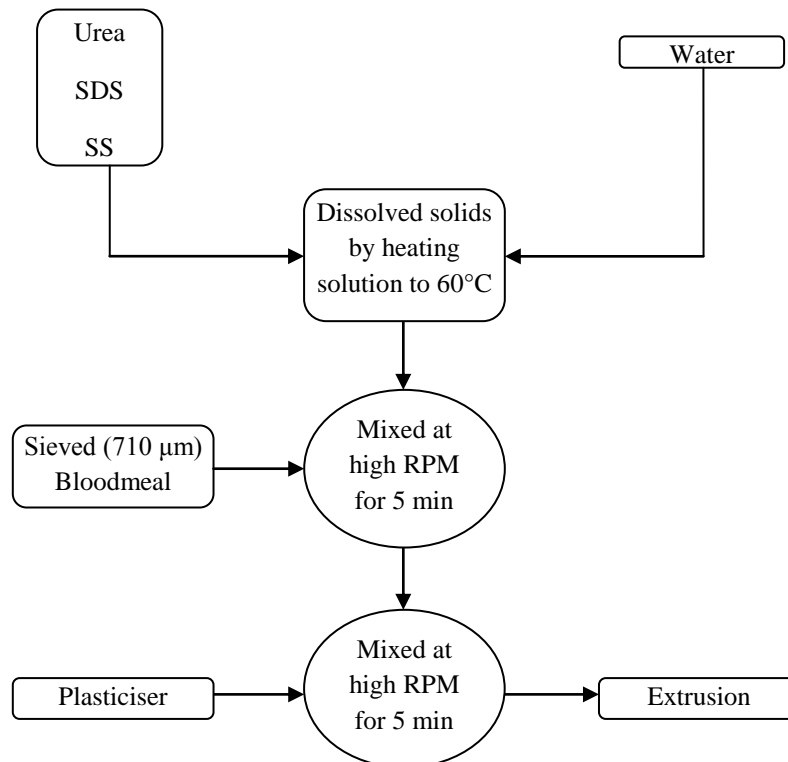 Urea
SDS
SS
Water
Dissolved solids
by heating
solution to 60°C
Sieved (710 μm)
Bloodmeal
Mixed at
high RPM
for 5 min
Plasticiser
Mixed at
high RPM
for 5 min
Extrusion